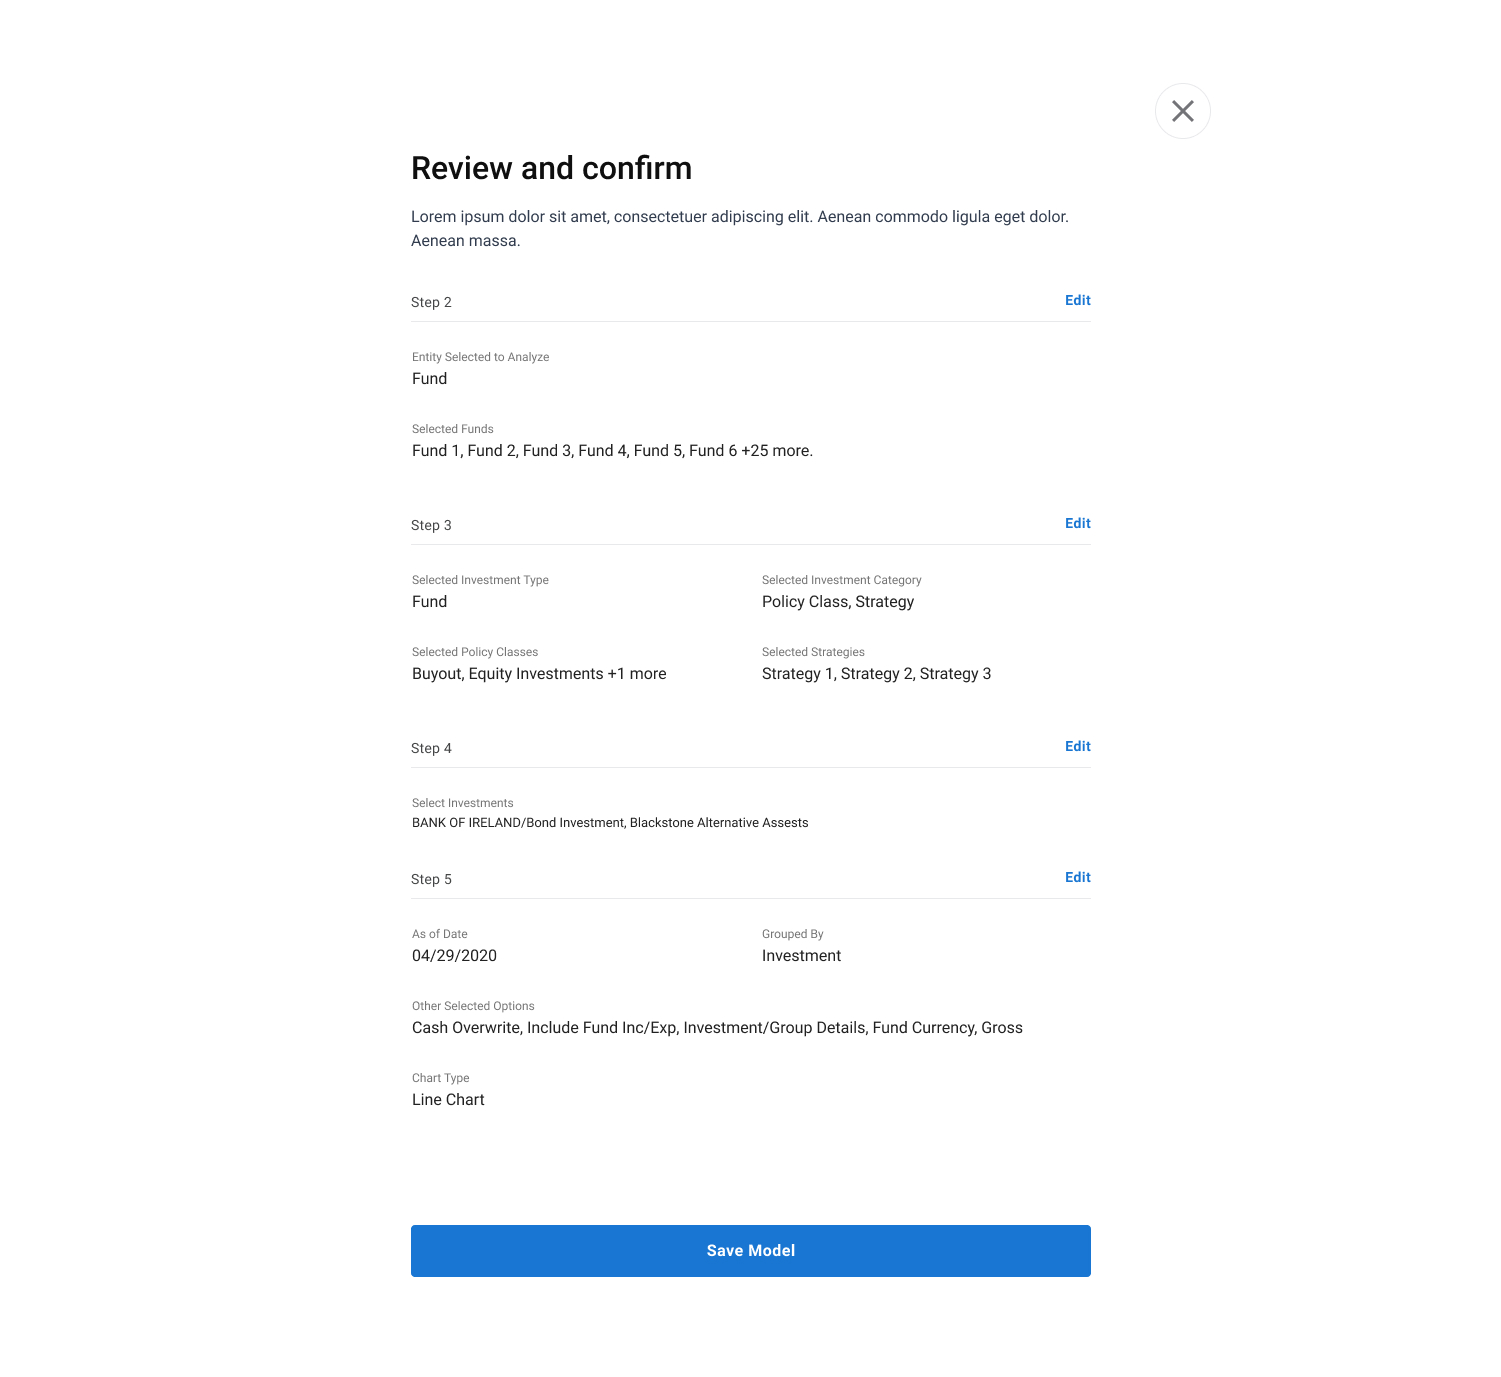 Review and confirm
Lorem ipsum dolor sit amet, consectetuer adipiscing elit. Aenean commodo ligula eget dolor.
Aenean massa.
Step 2
Edit
Entity Selected to Analyze
Fund
Selected Funds
Fund 1, Fund 2, Fund 3, Fund 4, Fund 5, Fund 6 +25 more.
Step 3
Edit
Selected Investment Type
Fund
Selected Investment Category
Policy Class, Strategy
Selected Policy Classes
Buyout, Equity Investments +1 more
Selected Strategies
Strategy 1, Strategy 2, Strategy 3
Step 4
Edit
Select Investments
BANK OF IRELAND/Bond Investment, Blackstone Alternative Assests
Step 5
Edit
As of Date
04/29/2020
Grouped By
Investment
Other Selected Options
Cash Overwrite, Include Fund Inc/Exp, Investment/Group Details, Fund Currency, Gross
Chart Type
Line Chart
Save Model